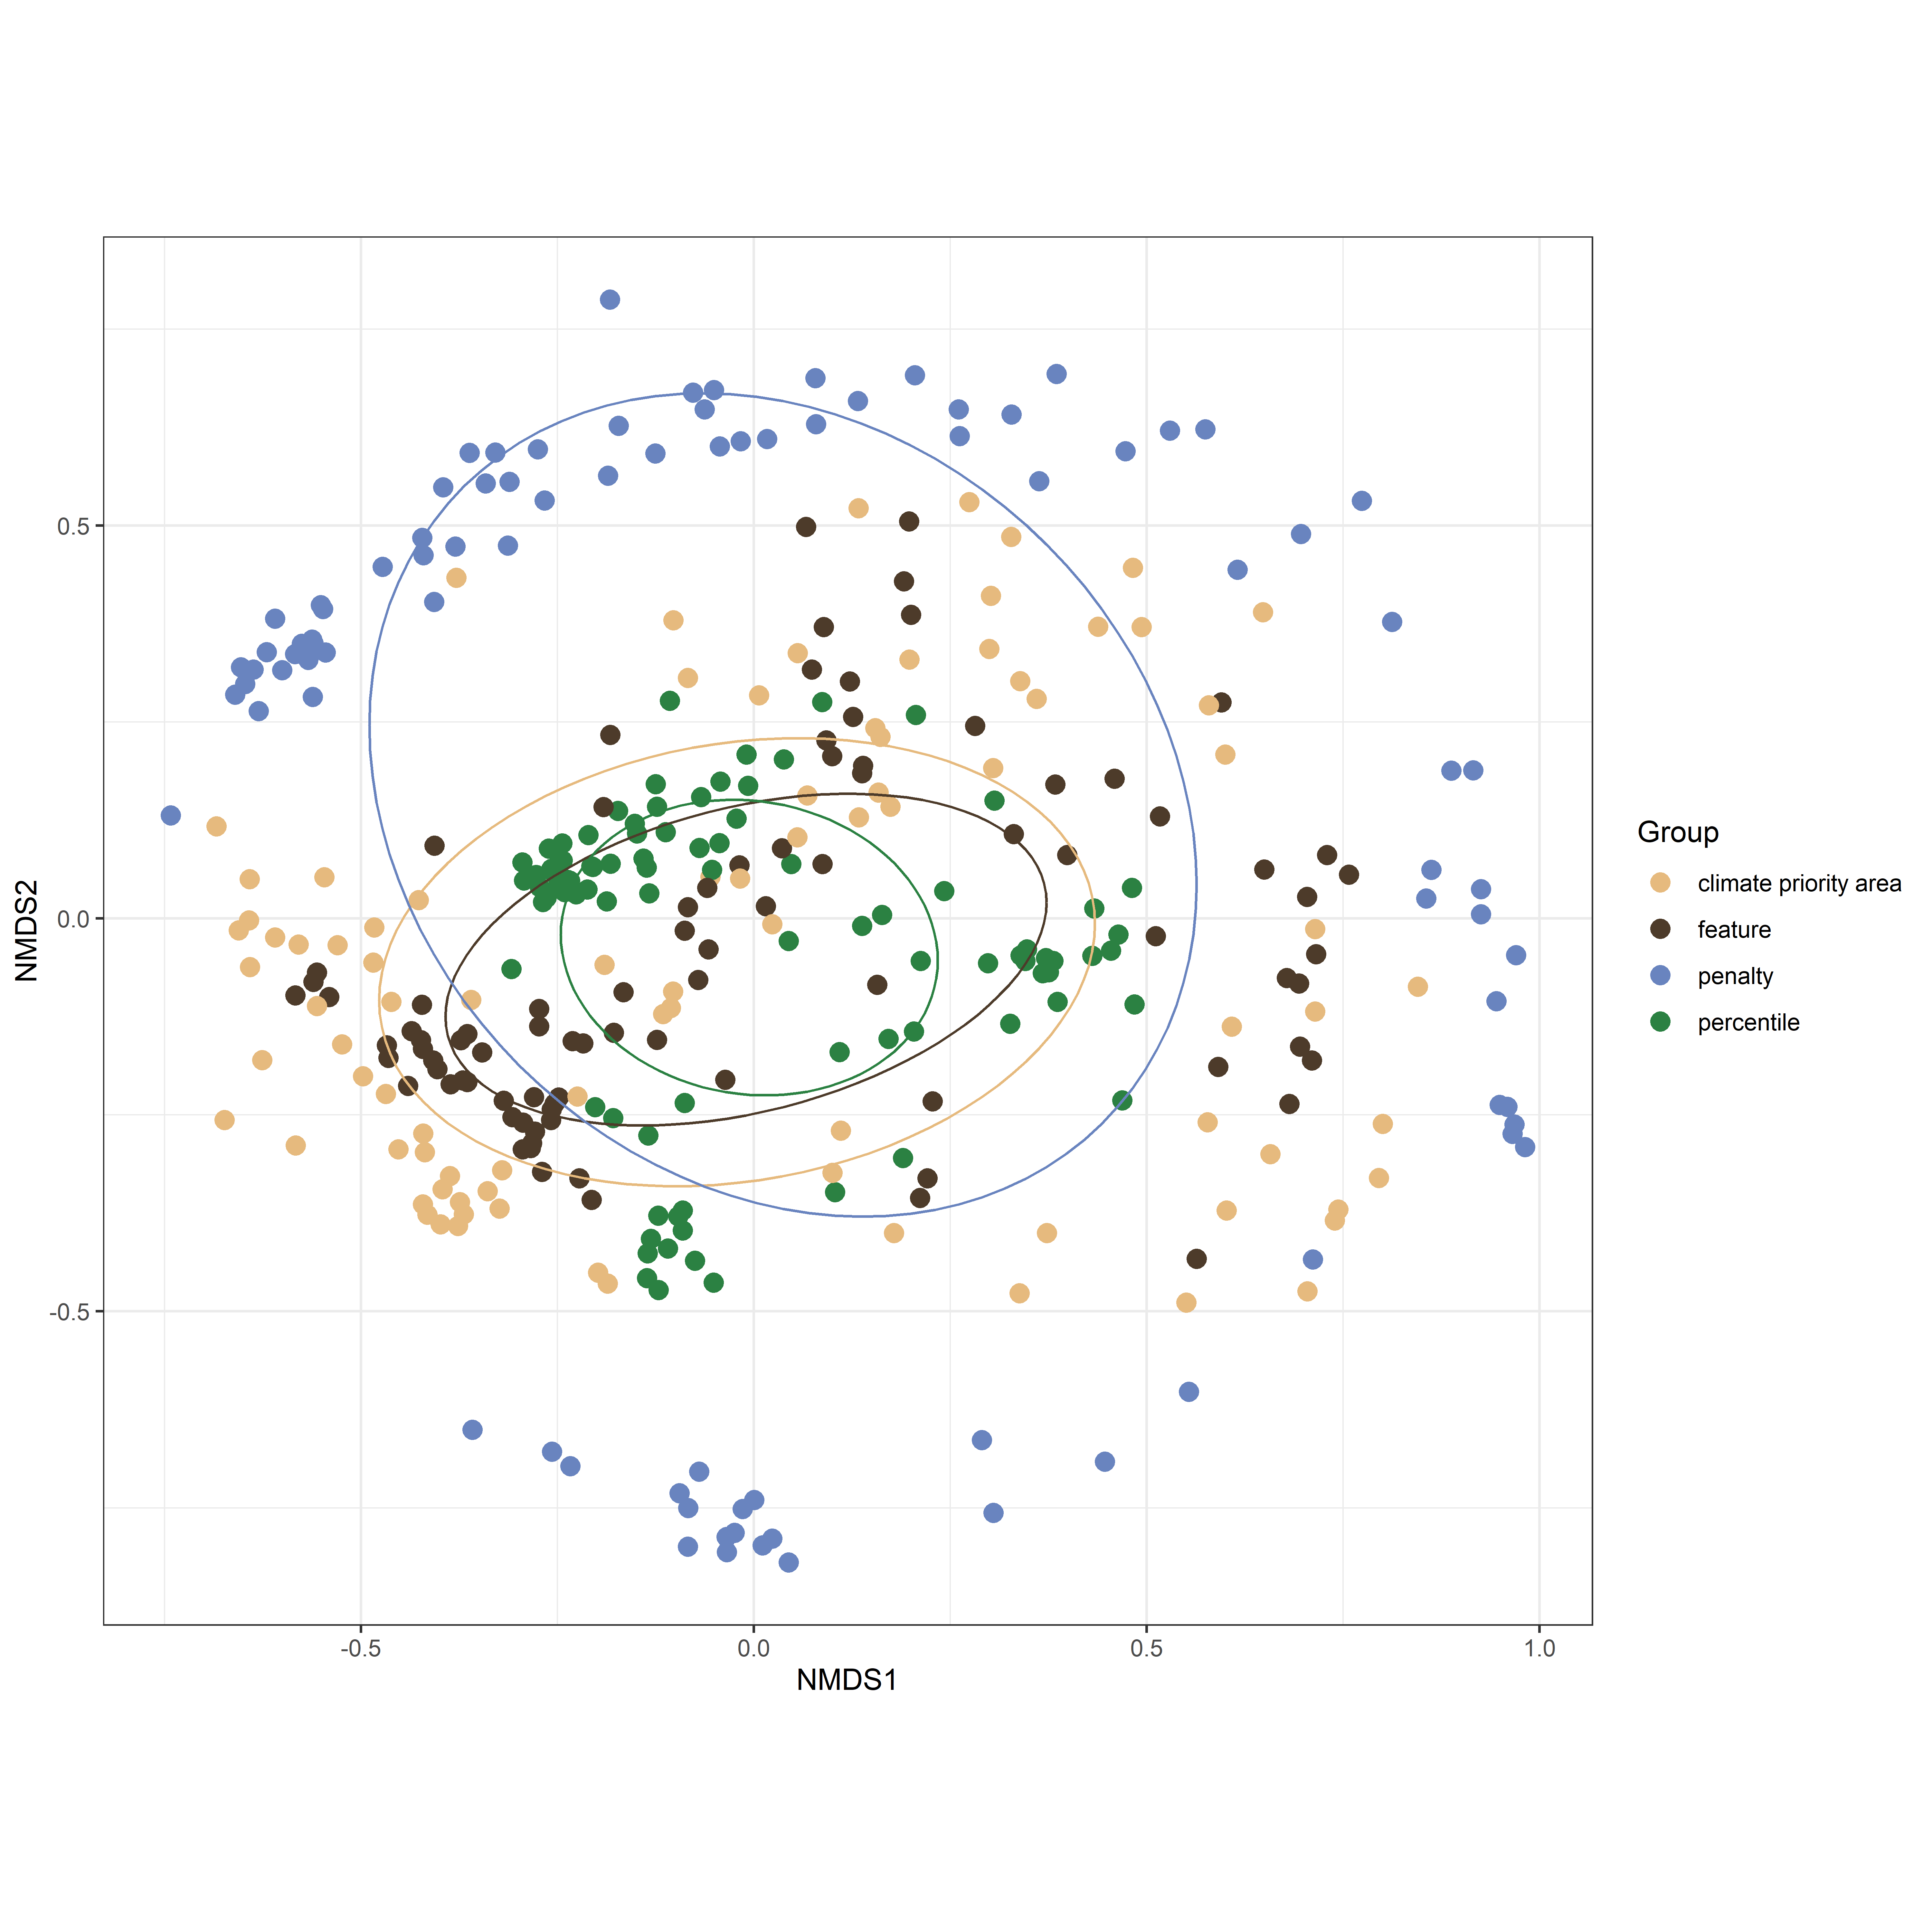 0.5
0.0
-0.5
NMDS2
-0.5
0.0
0.5
1.0
NMDS1
Group
climate priority area
feature
penalty
percentile